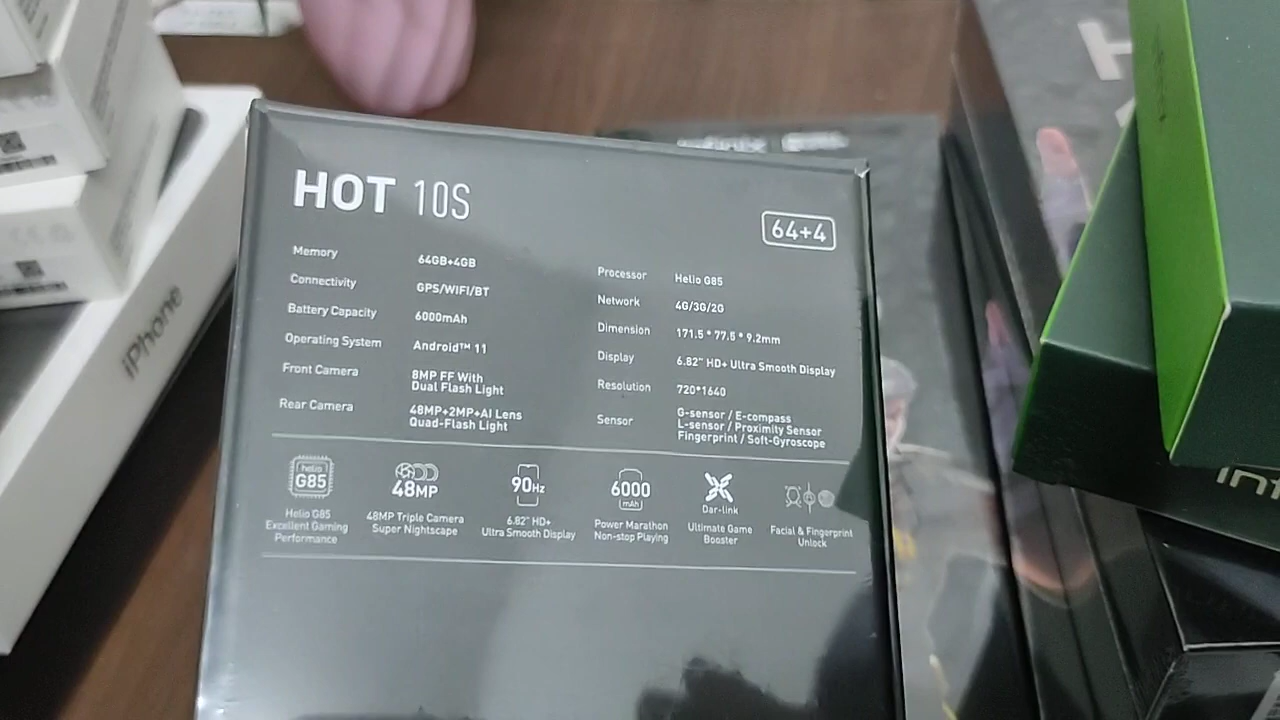 HOT 10S
64+4
Memory 64GB+4GB
Connectivity GPS/WIFI/BT
Battery Capacity 6000mAh
Operating System Android™ 11
Front Camera 8MP FF With
Dual Flash Light
Rear Camera 48MP+2MP+AI Lens
Quad-Flash Light
Processor Helio G85
Network 4G/3G/2G
Dimension 171.5 * 77.5 * 9.2mm
Display 6.82" HD+ Ultra Smooth Display
Resolution 720*1640
Sensor G-sensor / E-compass
L-sensor / Proximity Sensor
Fingerprint / Soft-Gyroscope
helio
G85
Helio G85
Excellent Gaming
Performance
48MP
48MP Triple Camera
Super Nightscape
90Hz
6.82" HD+
Ultra Smooth Display
6000
mAh
Power Marathon
Non-stop Playing
Dar-link
Ultimate Game
Booster
Facial & Fingerprint
Unlock
iPhone